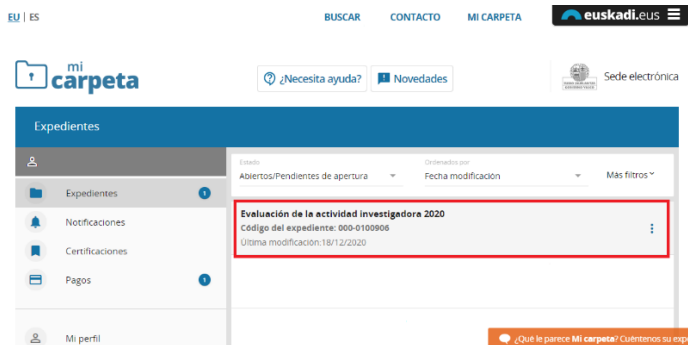 EU | ES
BUSCAR CONTACTO MI CARPETA euskadi.eus
mi
carpeta
¿Necesita ayuda? Novedades
Sede electrónica
Expedientes
Estado
Ordenados por
Abiertos/Pendientes de apertura Fecha modificación Más filtros
Expedientes 1
Evaluación de la actividad investigadora 2020
Código del expediente: 000-0100906
Última modificación:18/12/2020
Notificaciones
Certificaciones
Pagos 1
Mi perfil
¿Qué le parece Mi carpeta? Cuéntenos su expe